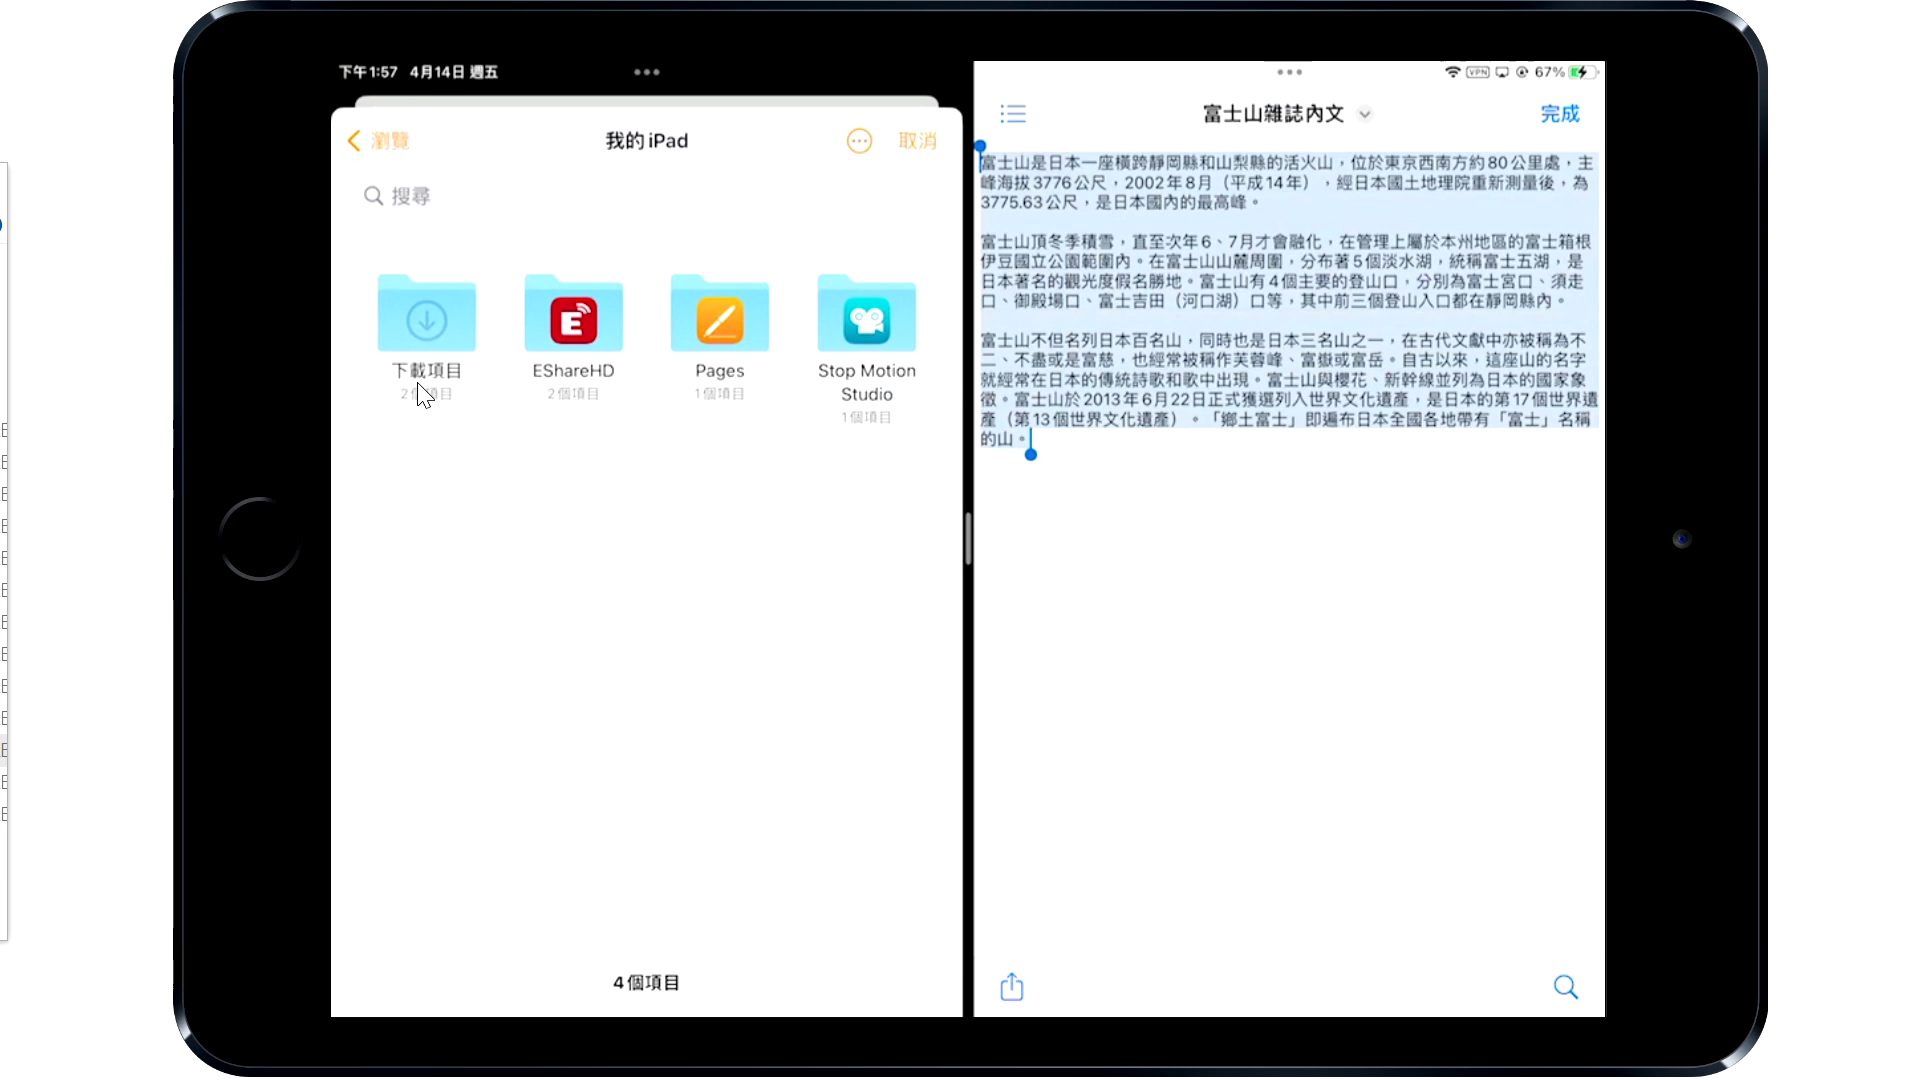 下午1:57 4月14日 週五
瀏覽
我的 iPad
取消
搜尋
下載項目
EShareHD
2個項目
Pages
1個項目
Stop Motion
Studio
1個項目
4個項目
VPN
67%
富士山雜誌內文
完成
富士山是日本一座橫跨靜岡縣和山梨縣的活火山，位於東京西南方約80公里處，主
峰海拔3776公尺，2002年8月（平成14年），經日本國土地理院重新測量後，為
3775.63公尺，是日本國內的最高峰。
富士山頂冬季積雪，直至次年6、7月才會融化，在管理上屬於本州地區的富士箱根
伊豆國立公園範圍內。在富士山山麓周圍，分布著5個淡水湖，統稱富士五湖，是
日本著名的觀光度假名勝地。富士山有4個主要的登山口，分別為富士宮口、須走
口、御殿場口、富士吉田（河口湖）口等，其中前三個登山入口都在靜岡縣內。
富士山不但名列日本百名山，同時也是日本三名山之一，在古代文獻中亦被稱為不
二、不盡或是富慈，也經常被稱作芙蓉峰、富嶽或富岳。自古以來，這座山的名字
就經常在日本的傳統詩歌和歌中出現。富士山與櫻花、新幹線並列為日本的國家象
徵。富士山於2013年6月22日正式獲選列入世界文化遺產，是日本的第17個世界遺
產（第13個世界文化遺產）。「鄉土富士」即遍布日本全國各地帶有「富士」名稱
的山。